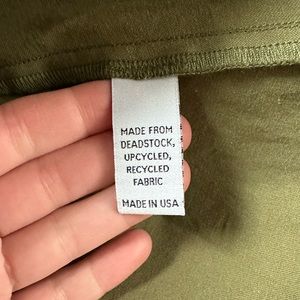 MADE FROM
DEADSTOCK,
UPCYCLED,
RECYCLED
FABRIC
MADE IN USA